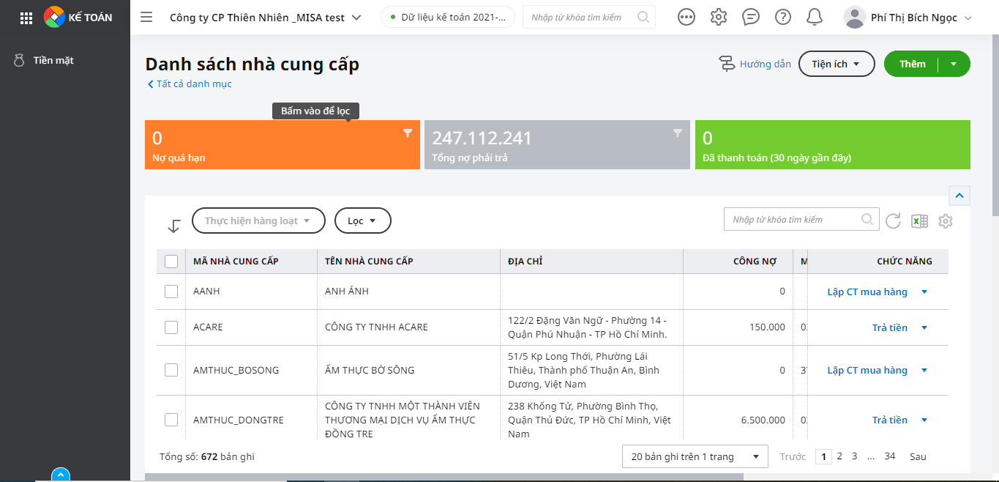 KẾ TOÁN
Công ty CP Thiên Nhiên _MISA test
Dữ liệu kế toán 2021-...
Nhập từ khóa tìm kiếm
Phí Thị Bích Ngọc
Tiền mặt
Danh sách nhà cung cấp
Tất cả danh mục
Hướng dẫn
Tiện ích
Thêm
Bấm vào để lọc
0
Nợ quá hạn
247.112.241
Tổng nợ phải trả
0
Đã thanh toán (30 ngày gần đây)
Thực hiện hàng loạt
Lọc
Nhập từ khóa tìm kiếm
MÃ NHÀ CUNG CẤP TÊN NHÀ CUNG CẤP ĐỊA CHỈ CÔNG NỢ M CHỨC NĂNG
AANH ANH ÁNH 0 Lập CT mua hàng
ACARE CÔNG TY TNHH ACARE 122/2 Đặng Văn Ngữ - Phường 14 -
Quận Phú Nhuận - TP Hồ Chí Minh. 150.000 0 Trả tiền
AMTHUC_BOSONG ẨM THỰC BỜ SÔNG 51/5 Kp Long Thới, Phường Lái
Thiêu, Thành phố Thuận An, Bình
Dương, Việt Nam 0 3 Lập CT mua hàng
AMTHUC_DONGTRE CÔNG TY TNHH MỘT THÀNH VIÊN
THƯƠNG MẠI DỊCH VỤ ẨM THỰC
ĐỒNG TRE 238 Khổng Tử, Phường Bình Thọ,
Quận Thủ Đức, TP Hồ Chí Minh, Việt
Nam 6.500.000 0 Trả tiền
Tổng số: 672 bản ghi
20 bản ghi trên 1 trang
Trước 1 2 3 ... 34 Sau